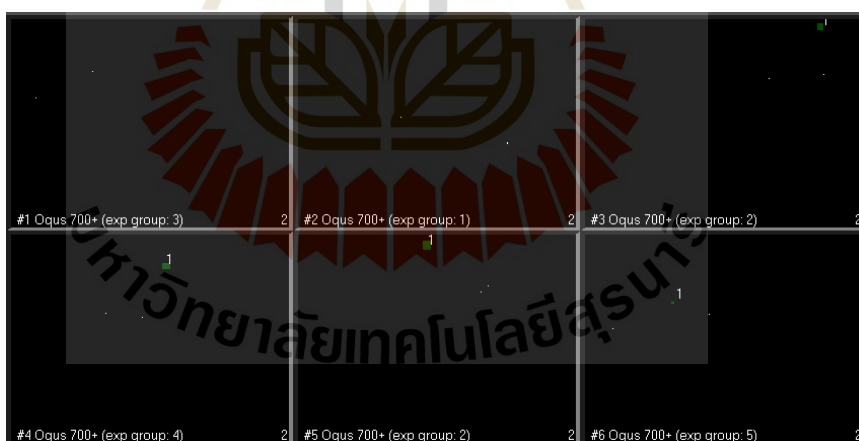 1
#1 Oqus 700+ (exp group: 3) 2
#2 Oqus 700+ (exp group: 1) 2
#3 Oqus 700+ (exp group: 2) 2
1
1
1
มหาวิทยาลัยเทคโนโลยีสุรนารี
#4 Oqus 700+ (exp group: 4) 2
#5 Oqus 700+ (exp group: 2) 2
#6 Oqus 700+ (exp group: 5) 2